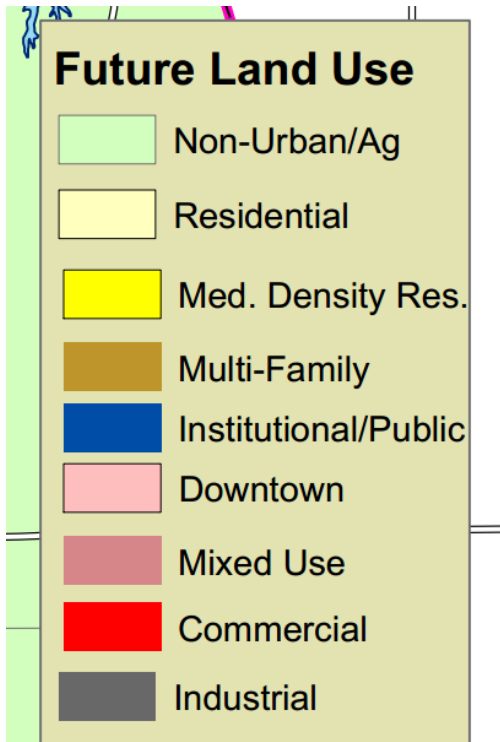 Future Land Use
Non-Urban/Ag
Residential
Med. Density Res.
Multi-Family
Institutional/Public
Downtown
Mixed Use
Commercial
Industrial